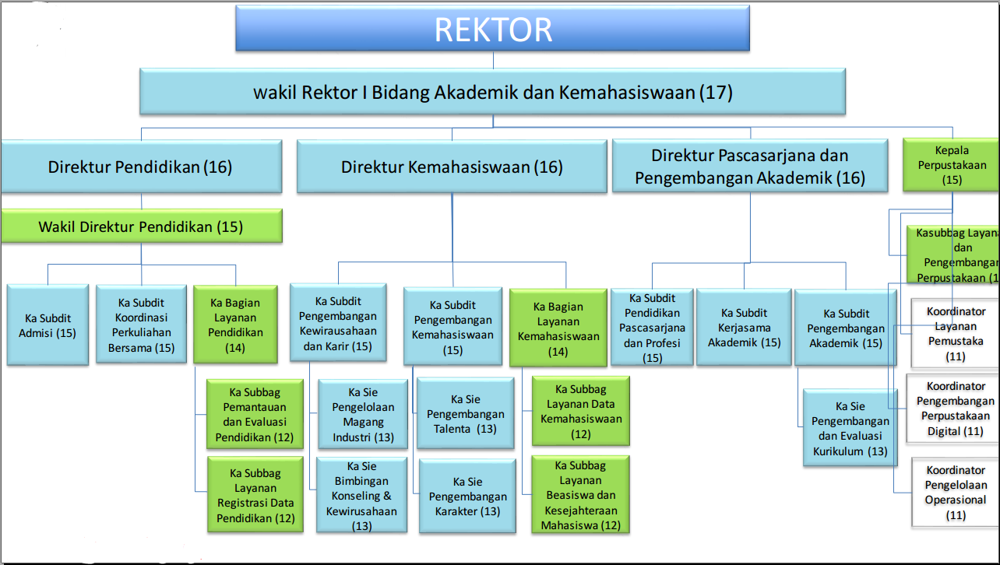 REKTOR
wakil Rektor I Bidang Akademik dan Kemahasiswaan (17)
Direktur Pendidikan (16)
Direktur Kemahasiswaan (16)
Direktur Pascasarjana dan
Pengembangan Akademik (16)
Kepala
Perpustakaan
(15)
Wakil Direktur Pendidikan (15)
Kasubbag Layana
dan
Pengembangan
Perpustakaan (1
Ka Subdit
Admisi (15)
Ka Subdit
Koordinasi
Perkuliahan
Bersama (15)
Ka Bagian
Layanan
Pendidikan
(14)
Ka Subdit
Pengembangan
Kewirausahaan
dan Karir (15)
Ka Subdit
Pengembangan
Kemahasiswaan
(15)
Ka Bagian
Layanan
Kemahasiswaan
(14)
Ka Subdit
Pendidikan
Pascasarjana
dan Profesi
(15)
Ka Subdit
Kerjasama
Akademik (15)
Ka Subdit
Pengembangan
Akademik (15)
Koordinator
Layanan
Pemustaka
(11)
Ka Subbag
Pemantauan
dan Evaluasi
Pendidikan (12)
Ka Sie
Pengelolaan
Magang
Industri (13)
Ka Sie
Pengembangan
Talenta (13)
Ka Subbag
Layanan Data
Kemahasiswaan
(12)
Ka Sie
Pengembangan
dan Evaluasi
Kurikulum (13)
Koordinator
Pengembangan
Perpustakaan
Digital (11)
Ka Subbag
Layanan
Registrasi Data
Pendidikan (12)
Ka Sie
Bimbingan
Konseling &
Kewirusahaan
(13)
Ka Sie
Pengembangan
Karakter (13)
Ka Subbag
Layanan
Beasiswa dan
Kesejahteraan
Mahasiswa (12)
Koordinator
Pengelolaan
Operasional
(11)